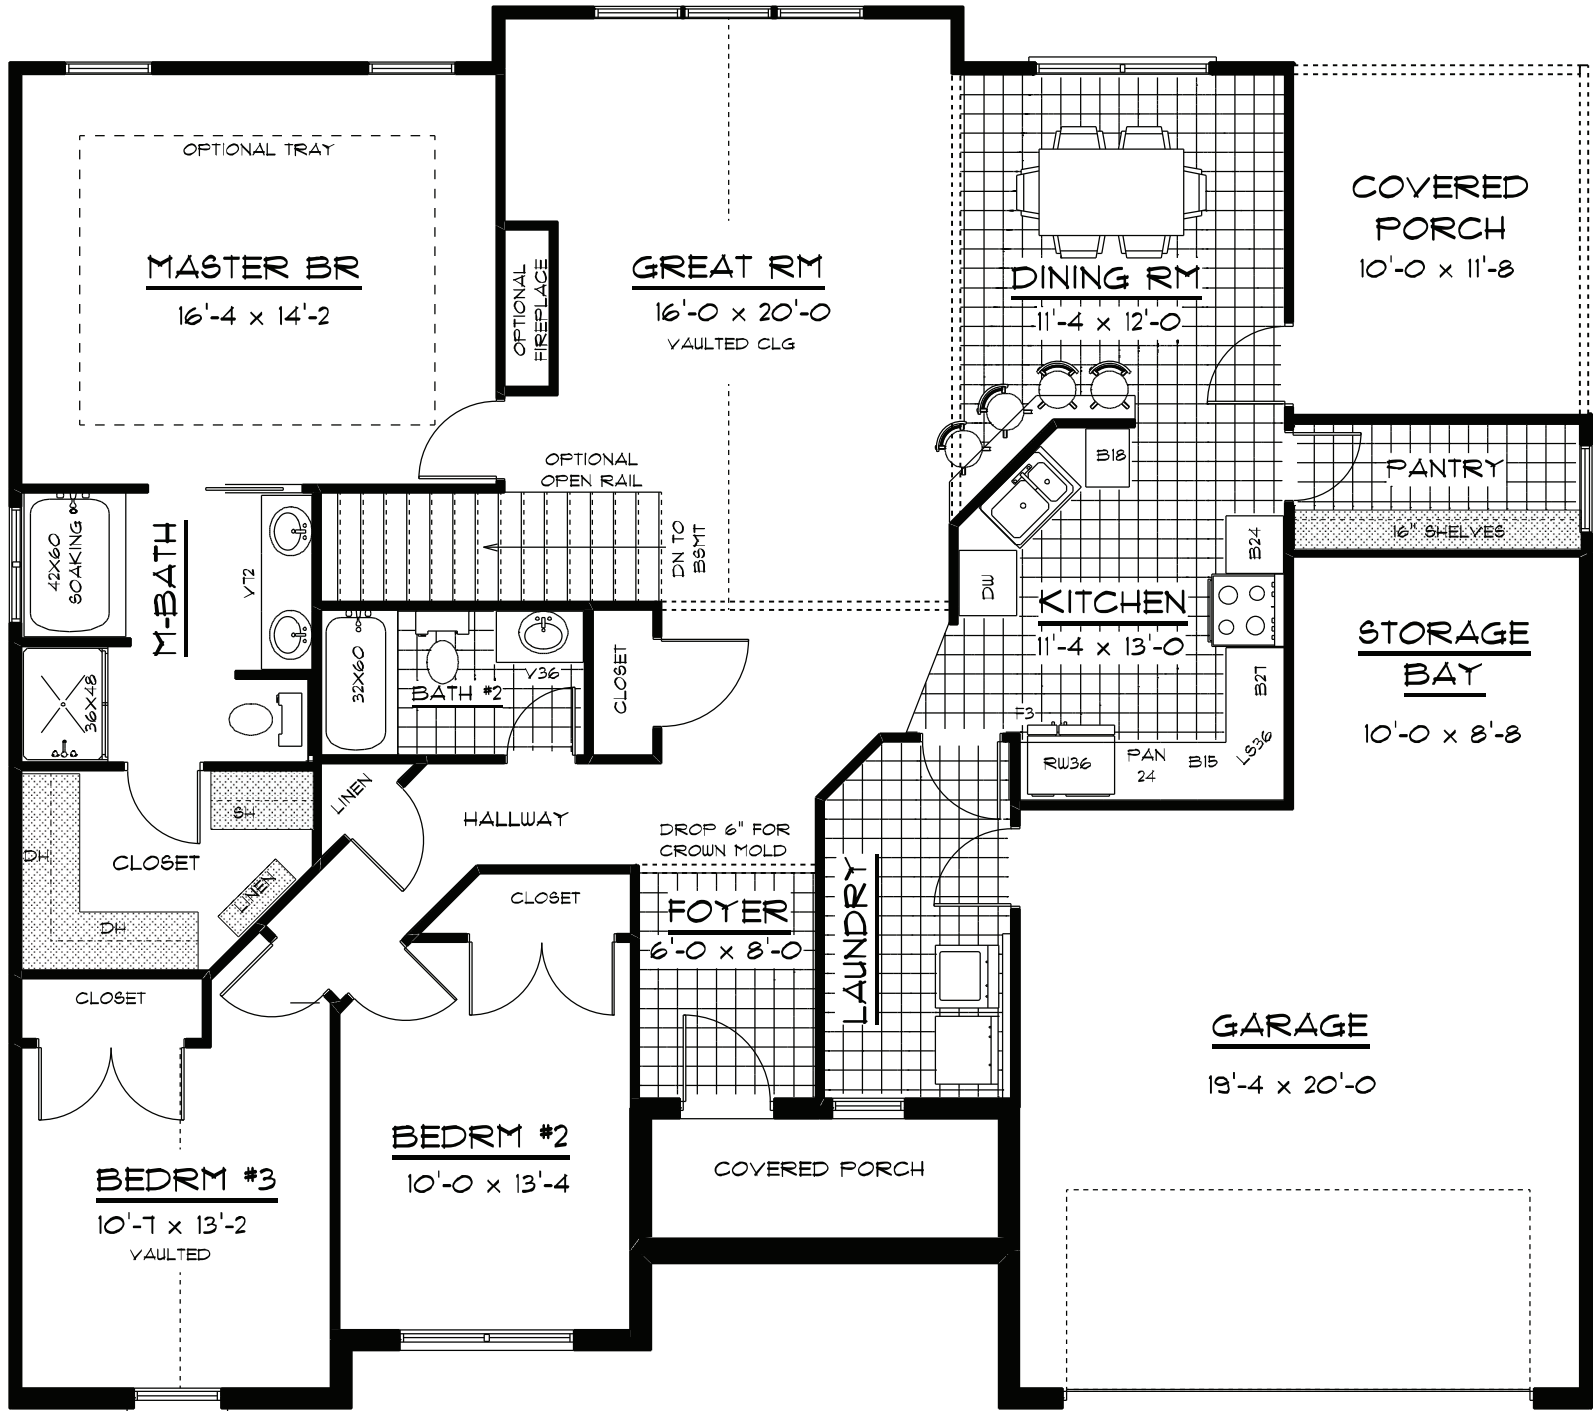 OPTIONAL TRAY
MASTER BR
16'-4 x 14'-2
OPTIONAL
FIREPLACE
GREAT RM
16'-0 x 20'-0
VAULTED CLG
DINING RM
11'-4 x 12'-0
COVERED
PORCH
10'-0 x 11'-8
OPTIONAL
OPEN RAIL
DN TO
BSMT
B18
PANTRY
16" SHELVES
42X60
SOAKING
M-BATH
V72
36X48
32X60
BATH #2
V36
CLOSET
DW
KITCHEN
11'-4 x 13'-0
B24
B27
F3
RW36
PAN
24
B15
LS36
STORAGE
BAY
10'-0 x 8'-8
LINEN
HALLWAY
DROP 6" FOR
CROWN MOLD
SH
DH
CLOSET
LINEN
DH
CLOSET
FOYER
6'-0 x 8'-0
LAUNDRY
CLOSET
GARAGE
19'-4 x 20'-0
BEDRM #2
10'-0 x 13'-4
BEDRM #3
10'-7 x 13'-2
VAULTED
COVERED PORCH